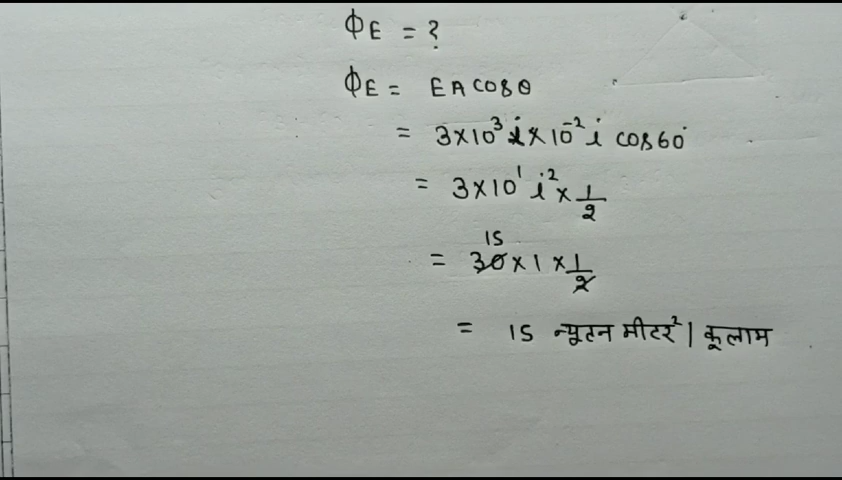 ΦE = ?
ΦE = EA cosθ
= 3×10³ i × 10⁻² i cos60°
= 3×10¹ i² × 1/2
= 30 × 1 × 1/2 15
= 15 न्यूटन मीटर² | कूलाम